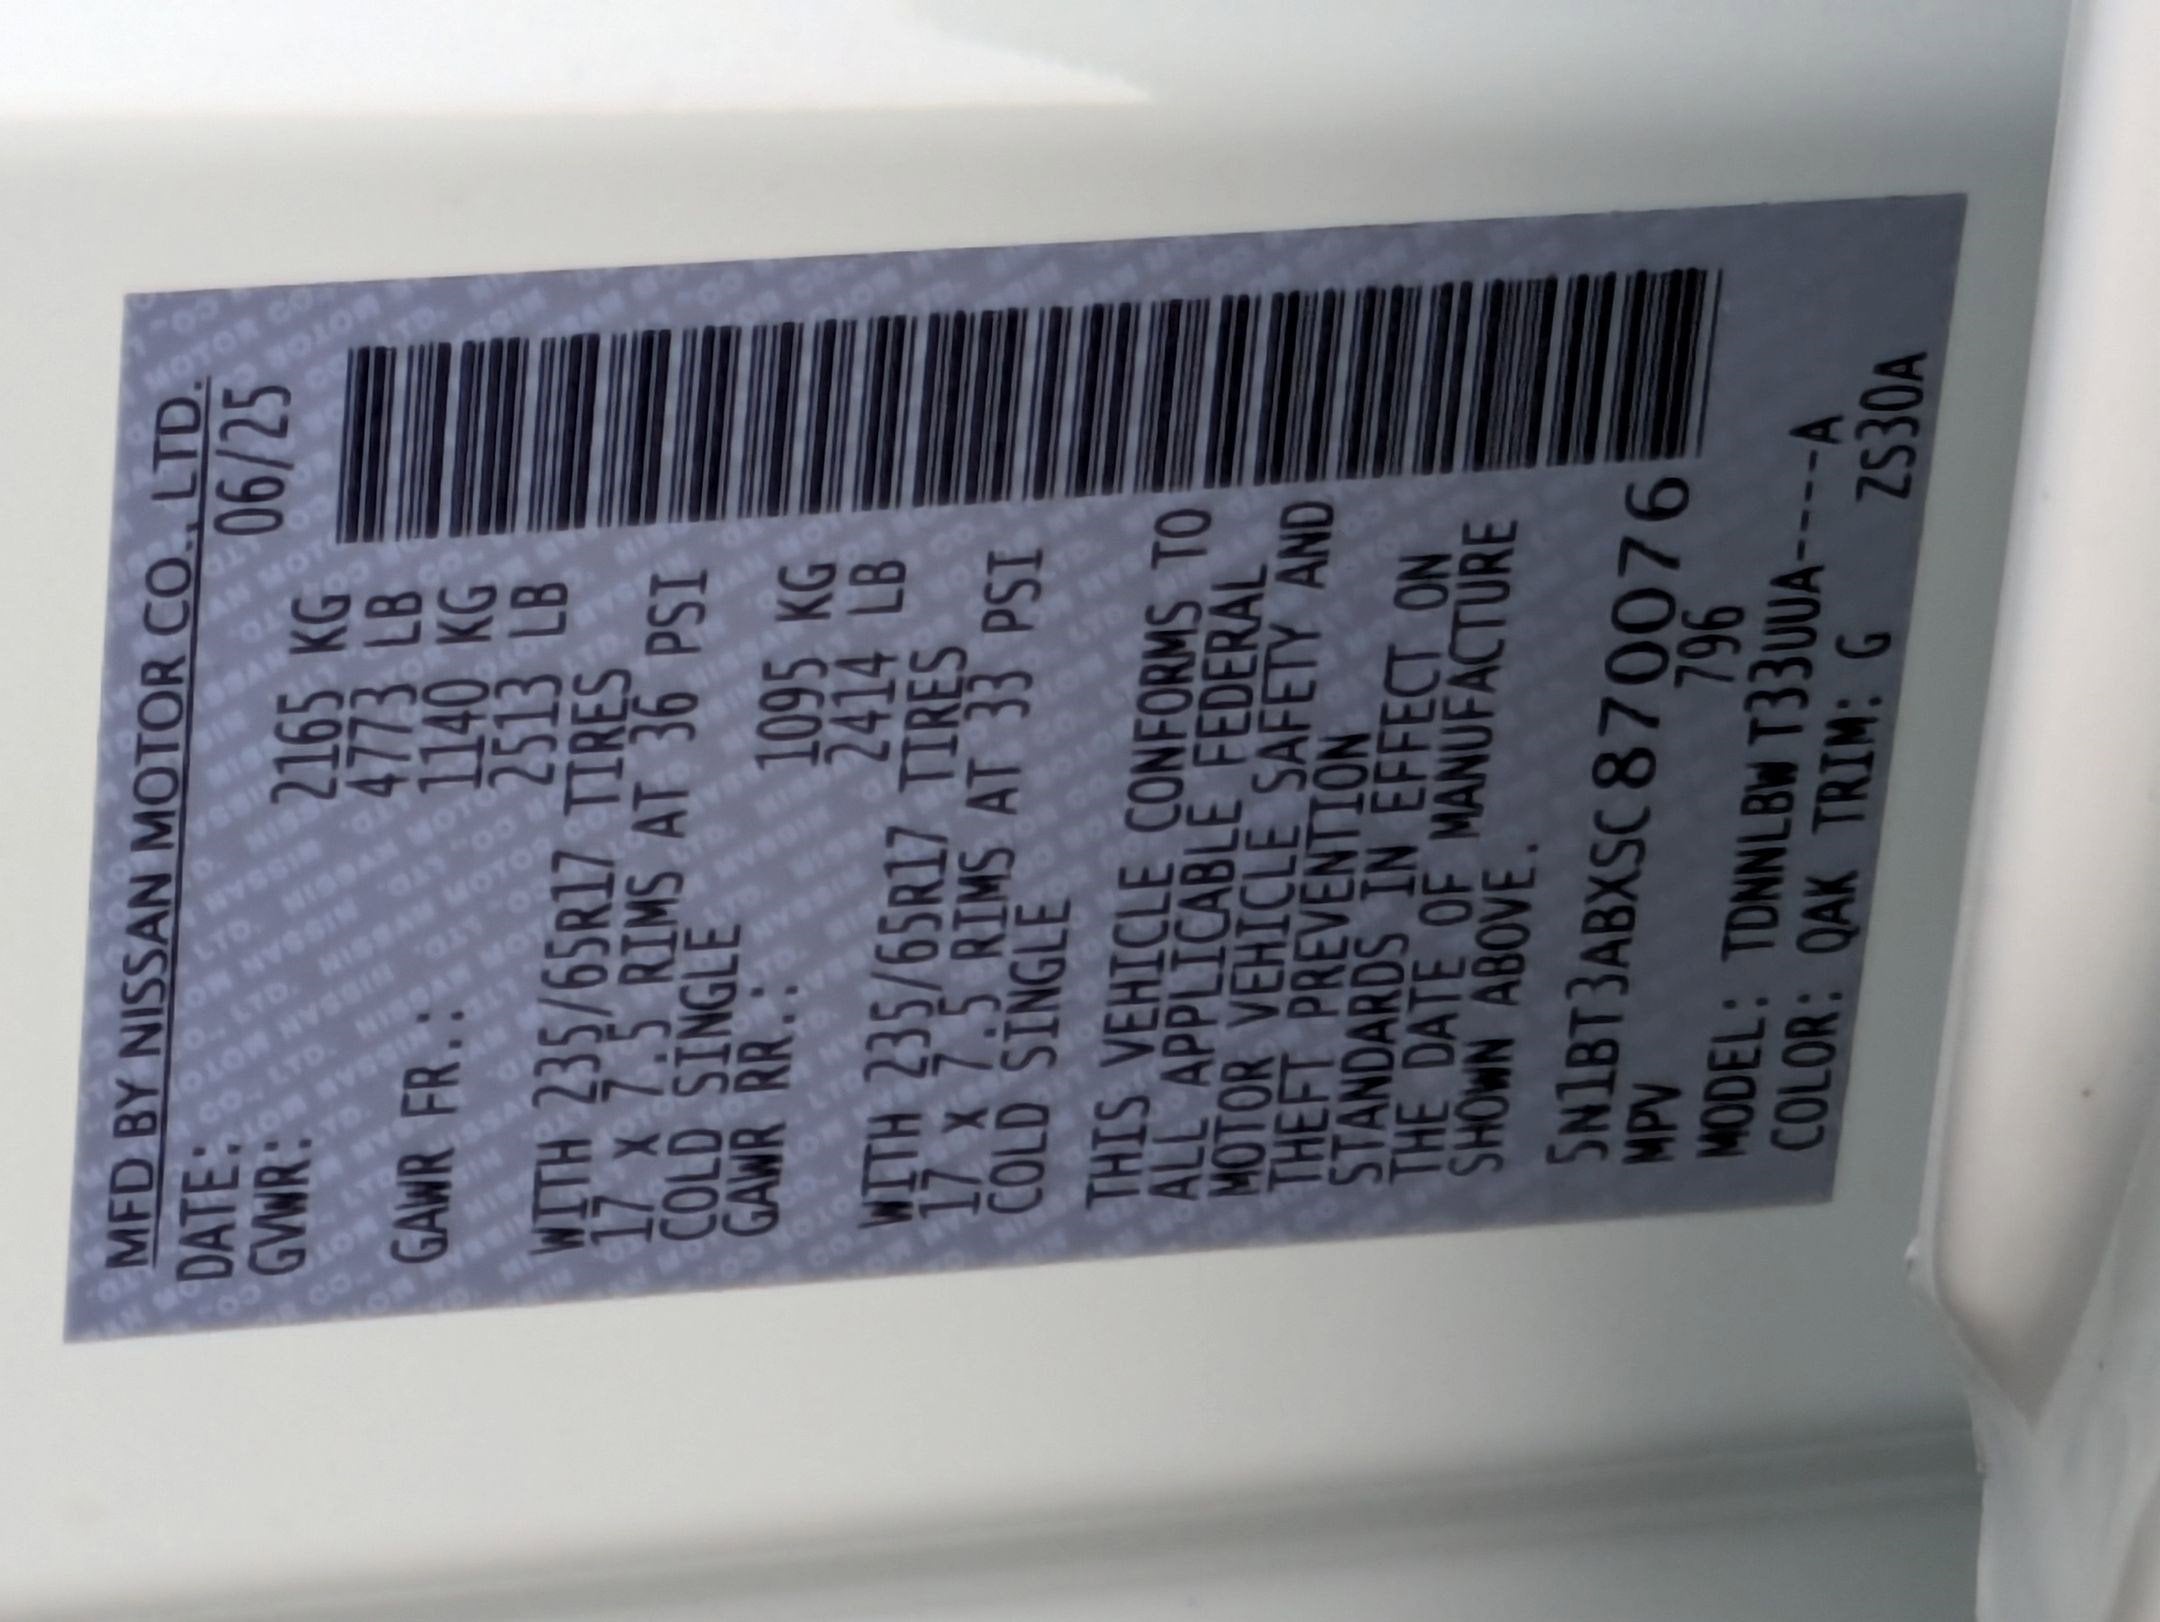 MFD BY NISSAN MOTOR CO., LTD.
DATE: 06/25
GVWR: 2165 KG
4773 LB
GAWR FR.: 1140 KG
2513 LB
WITH 235/65R17 TIRES
17 X 7.5 RIMS AT 36 PSI
COLD SINGLE
GAWR RR.: 1095 KG
2414 LB
WITH 235/65R17 TIRES
17 X 7.5 RIMS AT 33 PSI
COLD SINGLE
THIS VEHICLE CONFORMS TO
ALL APPLICABLE FEDERAL
MOTOR VEHICLE SAFETY AND
THEFT PREVENTION
STANDARDS IN EFFECT ON
THE DATE OF MANUFACTURE
SHOWN ABOVE.
5N1BT3ABXSC870076
MPV 796
MODEL: TDNNLBW T33UUA-----A
COLOR: QAK TRIM: G ZS30A